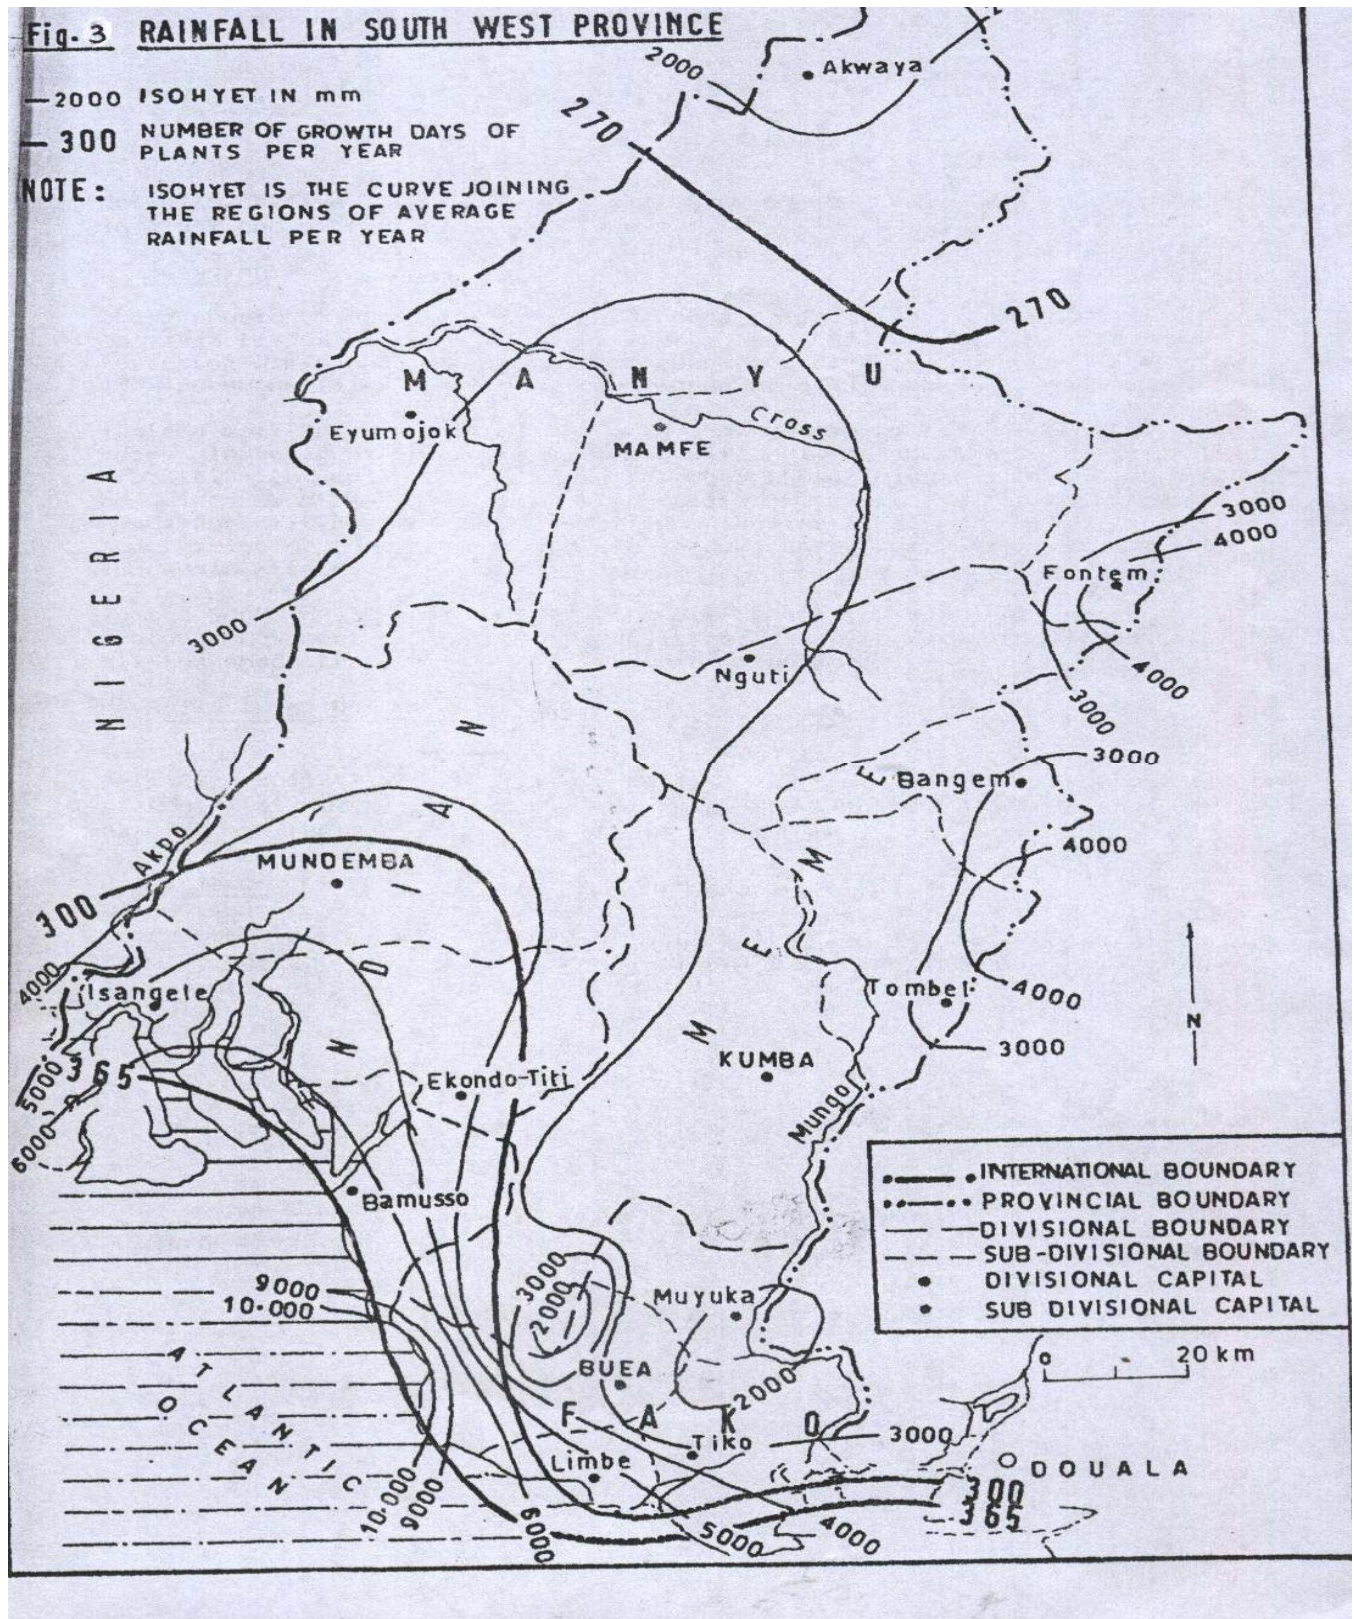 Fig. 3 RAINFALL IN SOUTH WEST PROVINCE
2000 ISOHYET IN mm
300 NUMBER OF GROWTH DAYS OF
PLANTS PER YEAR
NOTE: ISOHYET IS THE CURVE JOINING
THE REGIONS OF AVERAGE
RAINFALL PER YEAR
2000
Akwaya
270
270
MANYU
Cross
Eyumojok
MAMFE
NIGERIA
3000
4000
Fontem
3000
Nguti
4000
3000
3000
Bangem
NDIAN
MEME
Akpo
MUNDEMBA
4000
300
4000
Isangele
Tombel
4000
5000
365
3000
KUMBA
Ekondo-Titi
Mungo
6000
Bamusso
INTERNATIONAL BOUNDARY
PROVINCIAL BOUNDARY
DIVISIONAL BOUNDARY
SUB-DIVISIONAL BOUNDARY
DIVISIONAL CAPITAL
SUB DIVISIONAL CAPITAL
9000
10.000
3000
2000
Muyuka
BUEA
2000
0 20 km
ATLANTIC
OCEAN
FAKO
Tiko
3000
Limbe
DOUALA
N
10.000
9000
6000
5000
4000
300
365